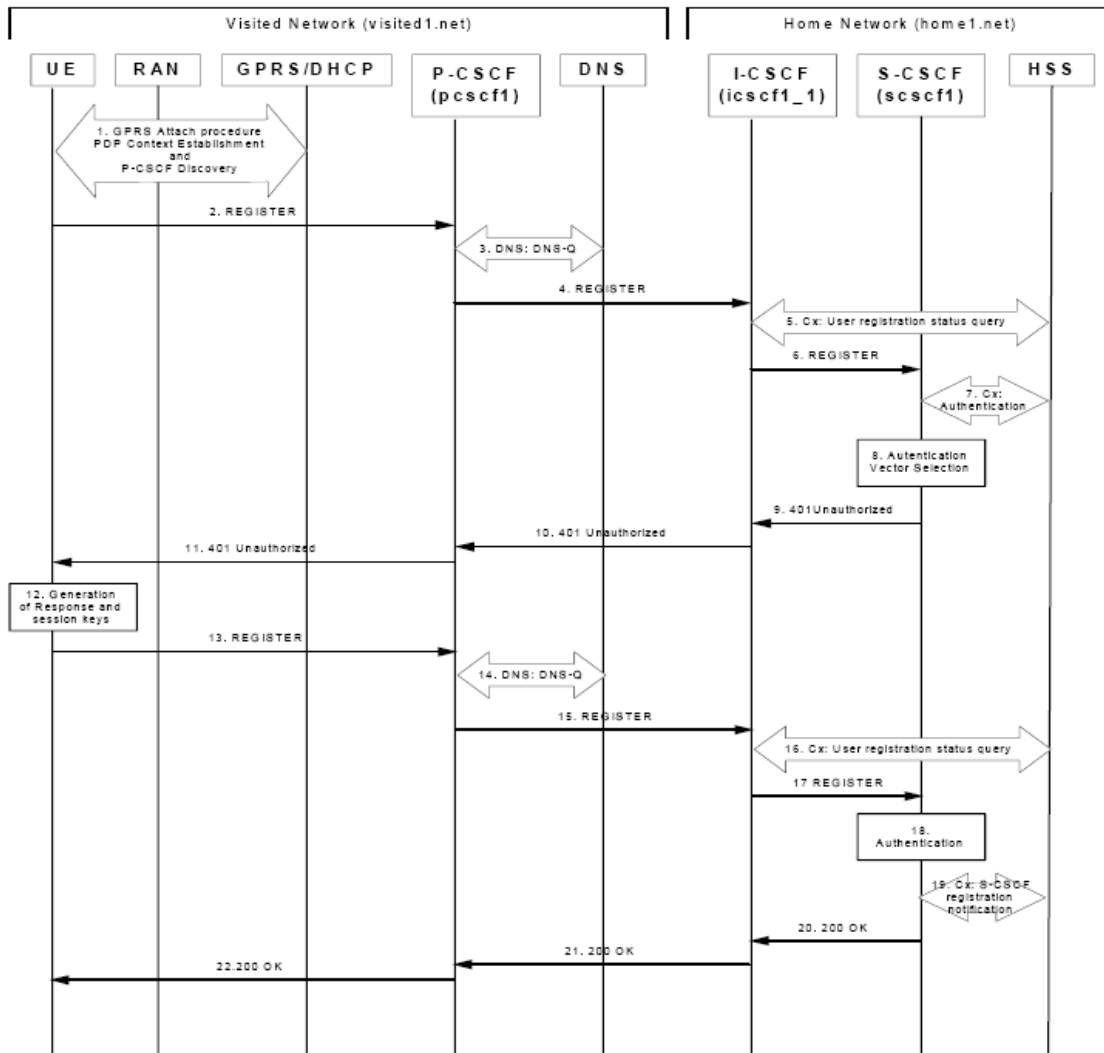 Visited Network (visited1.net)
Home Network (home1.net)
UE
RAN
GPRS/DHCP
P-CSCF
(pcscf1)
DNS
I-CSCF
(icscf1_1)
S-CSCF
(scscf1)
HSS
1. GPRS Attach procedure
PDP Context Establishment
and
P-CSCF Discovery
2. REGISTER
3. DNS: DNS-Q
4. REGISTER
5. Cx: User registration status query
6. REGISTER
7. Cx:
Authentication
8. Autentication
Vector Selection
9. 401Unauthorized
10. 401 Unauthorized
11. 401 Unauthorized
12. Generation
of Response and
session keys
13. REGISTER
14. DNS: DNS-Q
15. REGISTER
16. Cx: User registration status query
17 REGISTER
18.
Authentication
19. Cx: S-CSCF
registration
notification
20. 200 OK
21. 200 OK
22.200 OK